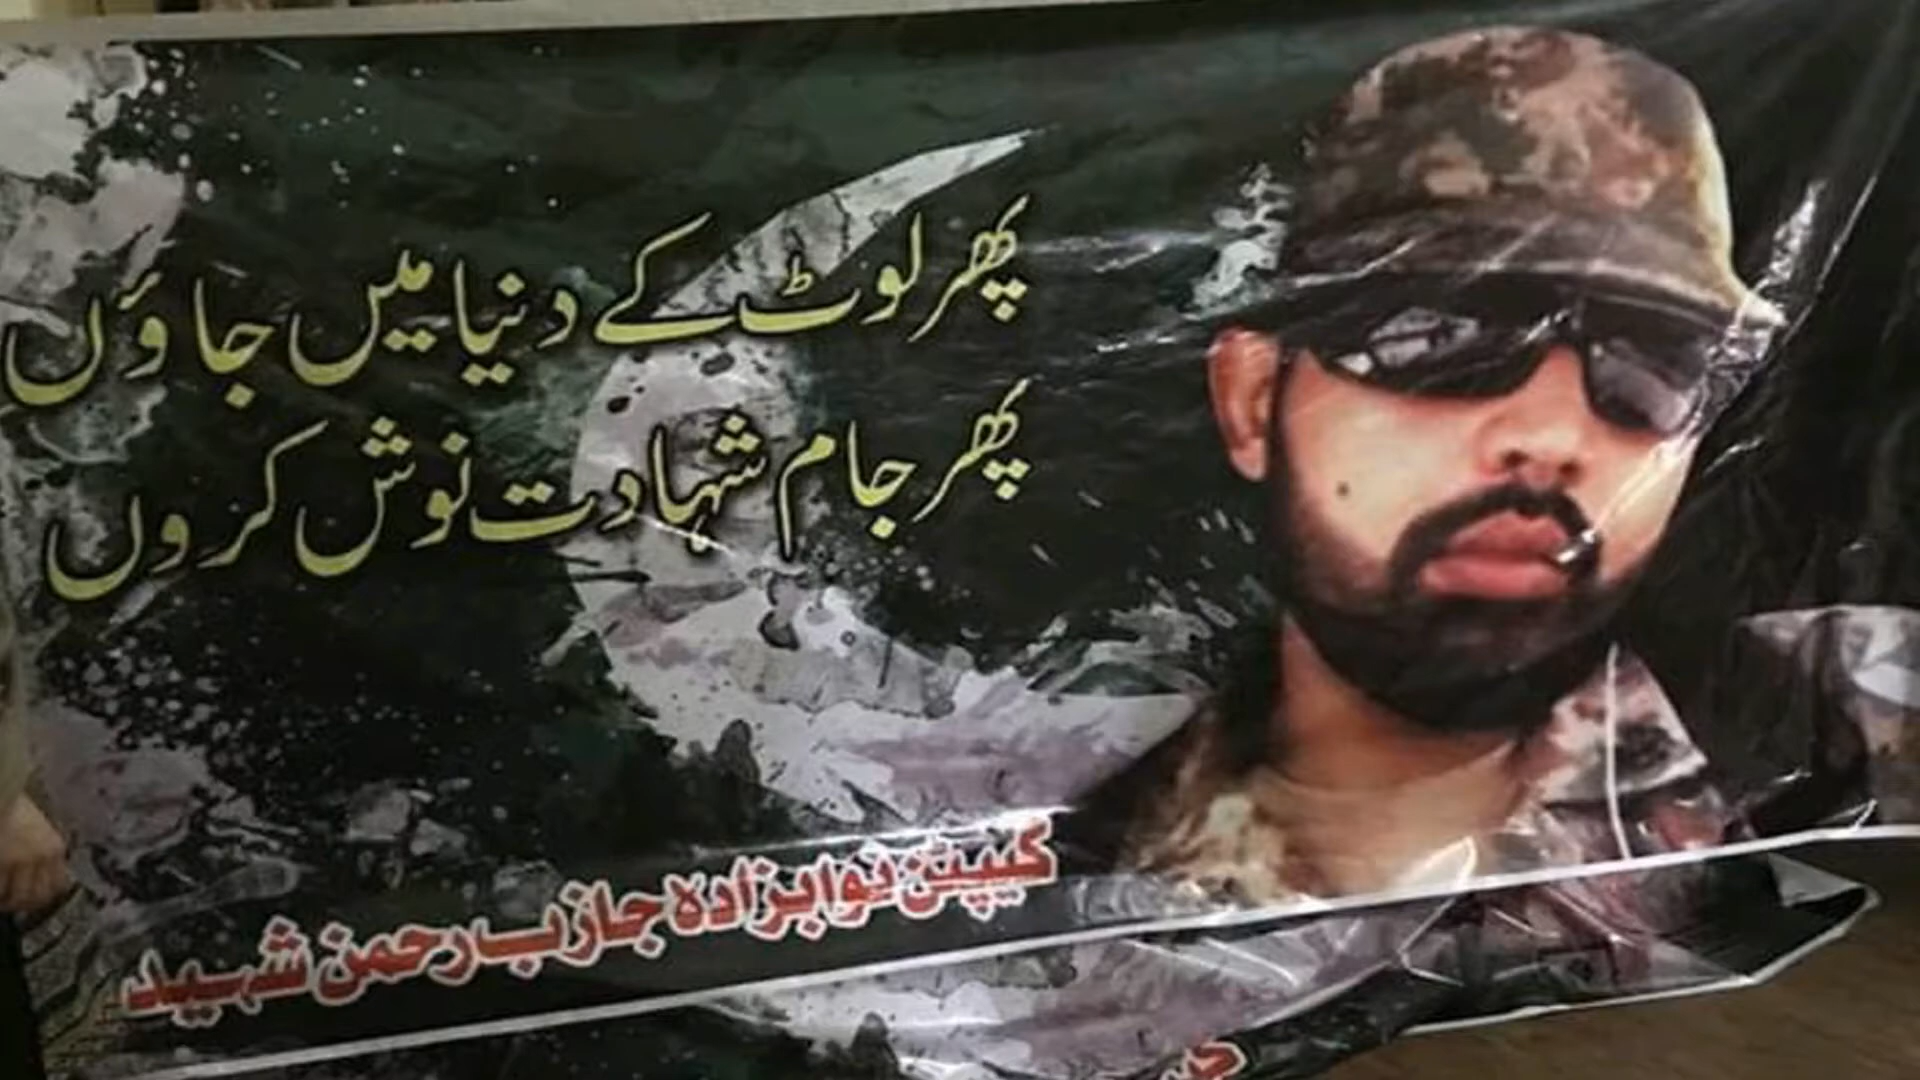 پھر لوٹ کے دنیا میں جاؤں
پھر جام شہادت نوش کروں
کیپٹن نوابزادہ جازب رحمن شہید